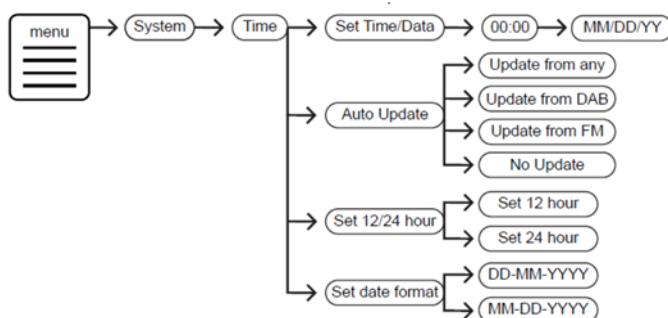 menu
System
Time
Set Time/Data
00:00
MM/DD/YY
Auto Update
Update from any
Update from DAB
Update from FM
No Update
Set 12/24 hour
Set 12 hour
Set 24 hour
Set date format
DD-MM-YYYY
MM-DD-YYYY